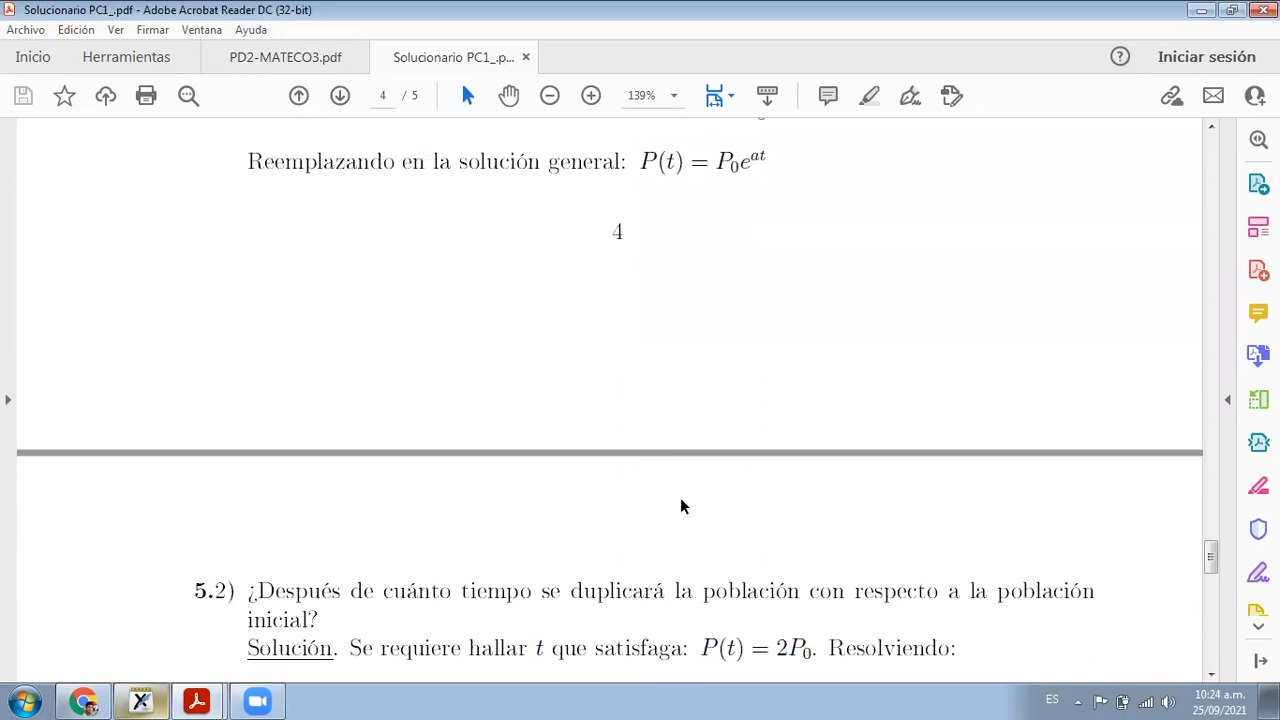 Solucionario PC1_.pdf - Adobe Acrobat Reader DC (32-bit)
Archivo Edición Ver Firmar Ventana Ayuda
Inicio Herramientas PD2-MATECO3.pdf Solucionario PC1_.p... × Iniciar sesión
4 / 5 139%
Reemplazando en la solución general: P(t) = P₀eᵃᵗ
4
5.2) ¿Después de cuánto tiempo se duplicará la población con respecto a la población
inicial?
Solución. Se requiere hallar t que satisfaga: P(t) = 2P₀. Resolviendo:
ES 10:24 a.m.
25/09/2021